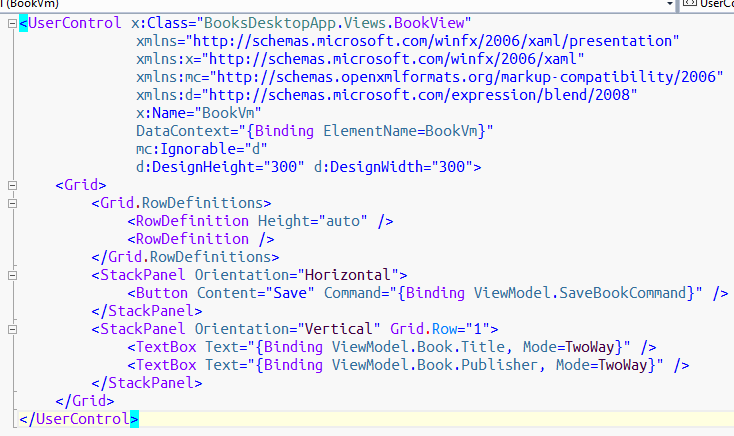 l (BookVm)
UserCo
<UserControl x:Class="BooksDesktopApp.Views.BookView"
xmlns="http://schemas.microsoft.com/winfx/2006/xaml/presentation"
xmlns:x="http://schemas.microsoft.com/winfx/2006/xaml"
xmlns:mc="http://schemas.openxmlformats.org/markup-compatibility/2006"
xmlns:d="http://schemas.microsoft.com/expression/blend/2008"
x:Name="BookVm"
DataContext="{Binding ElementName=BookVm}"
mc:Ignorable="d"
d:DesignHeight="300" d:DesignWidth="300">
<Grid>
<Grid.RowDefinitions>
<RowDefinition Height="auto" />
<RowDefinition />
</Grid.RowDefinitions>
<StackPanel Orientation="Horizontal">
<Button Content="Save" Command="{Binding ViewModel.SaveBookCommand}" />
</StackPanel>
<StackPanel Orientation="Vertical" Grid.Row="1">
<TextBox Text="{Binding ViewModel.Book.Title, Mode=TwoWay}" />
<TextBox Text="{Binding ViewModel.Book.Publisher, Mode=TwoWay}" />
</StackPanel>
</Grid>
</UserControl>